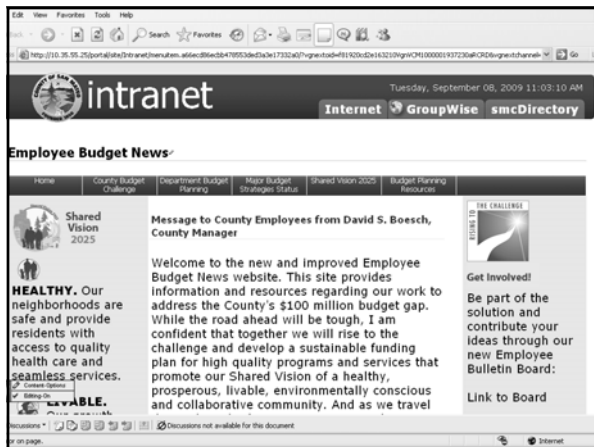 Edit View Favorites Tools Help
Search Favorites
Go
intranet
Tuesday, September 08, 2009 11:03:10 AM
Internet GroupWise smcDirectory
Employee Budget News
Home County Budget Challenge Department Budget Planning Major Budget Strategies Status Shared Vision 2025 Budget Planning Resources
Shared
Vision
2025
HEALTHY. Our
neighborhoods are
safe and provide
residents with
access to quality
health care and
seamless services.
Content-Options
Editing-On
LIVABLE.
Message to County Employees from David S. Boesch,
County Manager
Welcome to the new and improved Employee
Budget News website. This site provides
information and resources regarding our work to
address the County's $100 million budget gap.
While the road ahead will be tough, I am
confident that together we will rise to the
challenge and develop a sustainable funding
plan for high quality programs and services that
promote our Shared Vision of a healthy,
prosperous, livable, environmentally conscious
and collaborative community. And as we travel
RISING TO THE CHALLENGE
Get Involved!
Be part of the
solution and
contribute your
ideas through our
new Employee
Bulletin Board:
Link to Board
Discussions not available for this document
or on page.
Internet